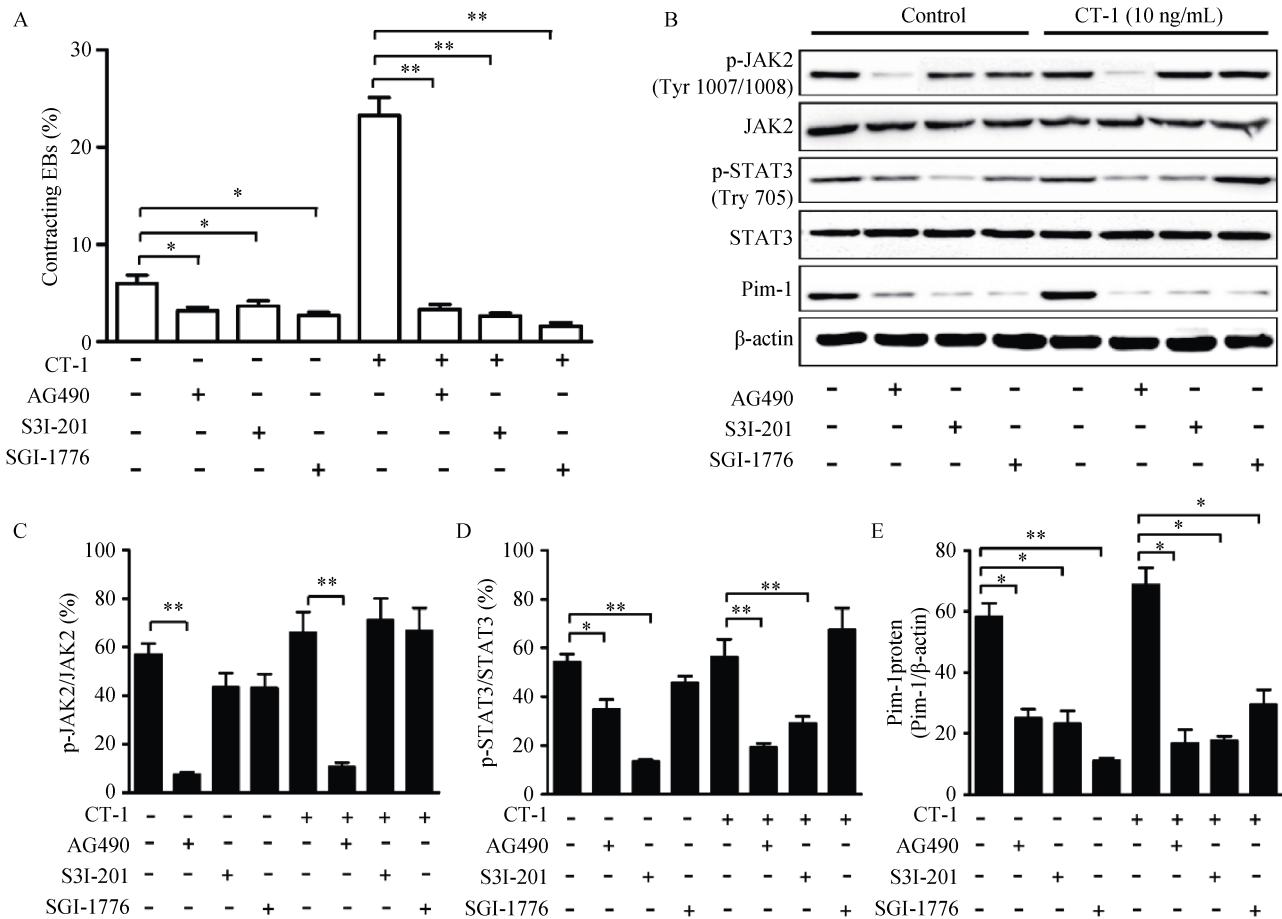 A
**
**
**
30
20
10
0
Contracting EBs (%)
*
*
*
CT-1 – – – – + + + +
AG490 – + – – – + – –
S3I-201 – – + – – – + –
SGI-1776 – – – + – – – +
B
Control CT-1 (10 ng/mL)
p-JAK2
(Tyr 1007/1008)
JAK2
p-STAT3
(Try 705)
STAT3
Pim-1
β-actin
AG490 – + – – – + – –
S3I-201 – – + – – – + –
SGI-1776 – – – + – – – +
C
100
80
60
40
20
0
p-JAK2/JAK2 (%)
**
**
CT-1 – – – – + + + +
AG490 – + – – – + – –
S3I-201 – – + – – – + –
SGI-1776 – – – + – – – +
D
100
80
60
40
20
0
p-STAT3/STAT3 (%)
**
*
**
**
CT-1 – – – – + + + +
AG490 – + – – – + – –
S3I-201 – – + – – – + –
SGI-1776 – – – + – – – +
E
80
60
40
20
0
Pim-1proten
(Pim-1/β-actin)
**
*
*
*
*
*
CT-1 – – – – + + + +
AG490 – + – – – + – –
S3I-201 – – + – – – + –
SGI-1776 – – – + – – – +